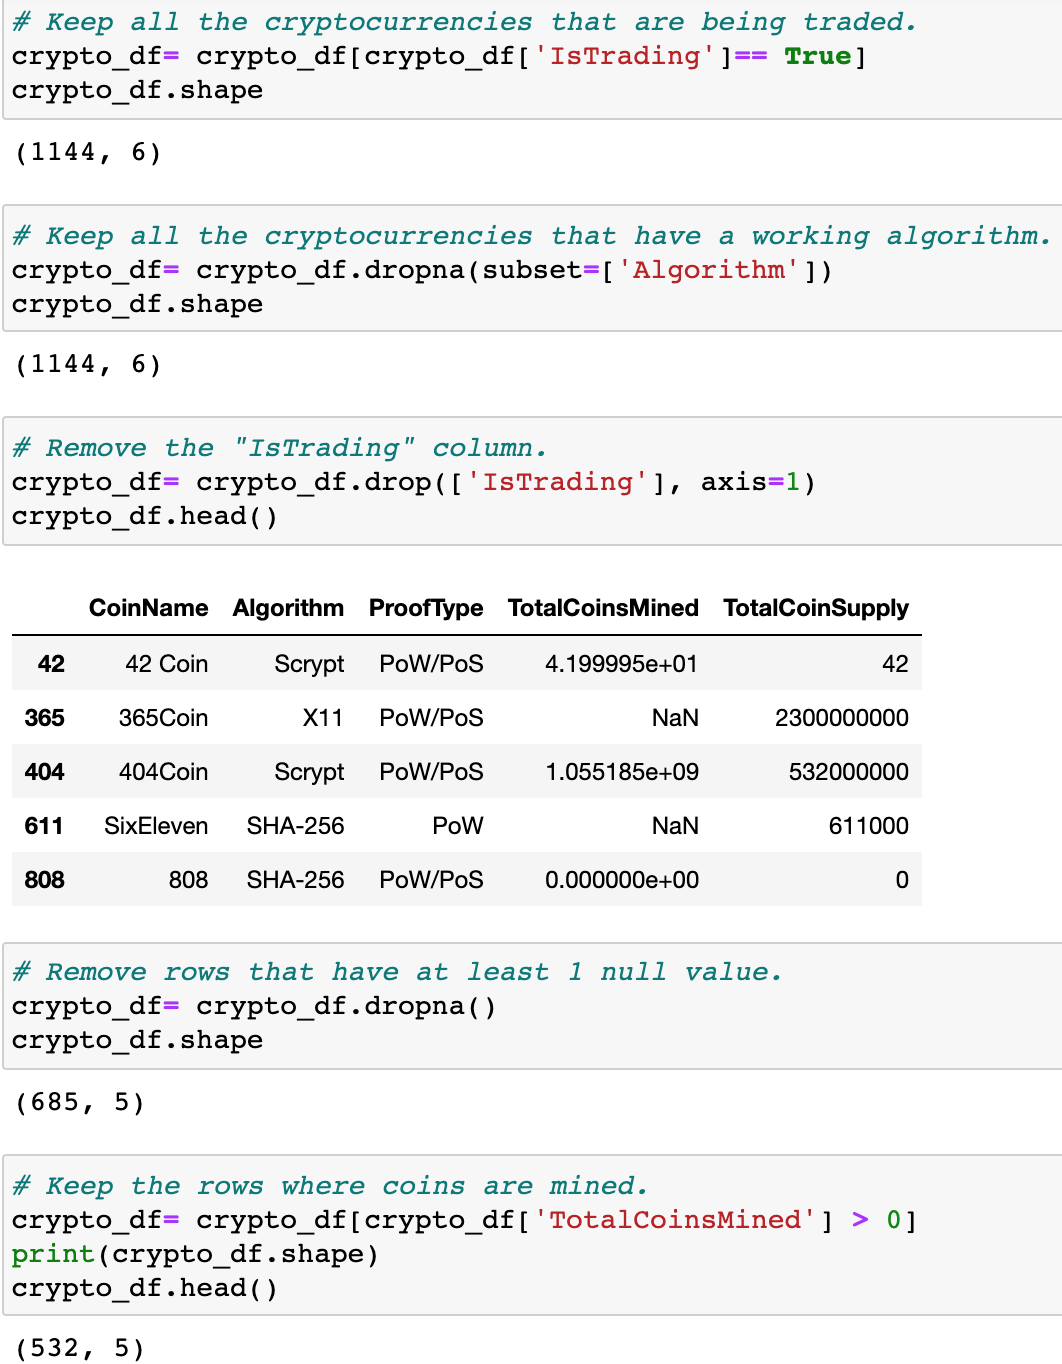 # Keep all the cryptocurrencies that are being traded.
crypto_df= crypto_df[crypto_df['IsTrading']== True]
crypto_df.shape
(1144, 6)
# Keep all the cryptocurrencies that have a working algorithm.
crypto_df= crypto_df.dropna(subset=['Algorithm'])
crypto_df.shape
(1144, 6)
# Remove the "IsTrading" column.
crypto_df= crypto_df.drop(['IsTrading'], axis=1)
crypto_df.head()
CoinName Algorithm ProofType TotalCoinsMined TotalCoinSupply
42 42 Coin Scrypt PoW/PoS 4.199995e+01 42
365 365Coin X11 PoW/PoS NaN 2300000000
404 404Coin Scrypt PoW/PoS 1.055185e+09 532000000
611 SixEleven SHA-256 PoW NaN 611000
808 808 SHA-256 PoW/PoS 0.000000e+00 0
# Remove rows that have at least 1 null value.
crypto_df= crypto_df.dropna()
crypto_df.shape
(685, 5)
# Keep the rows where coins are mined.
crypto_df= crypto_df[crypto_df['TotalCoinsMined'] > 0]
print(crypto_df.shape)
crypto_df.head()
(532, 5)